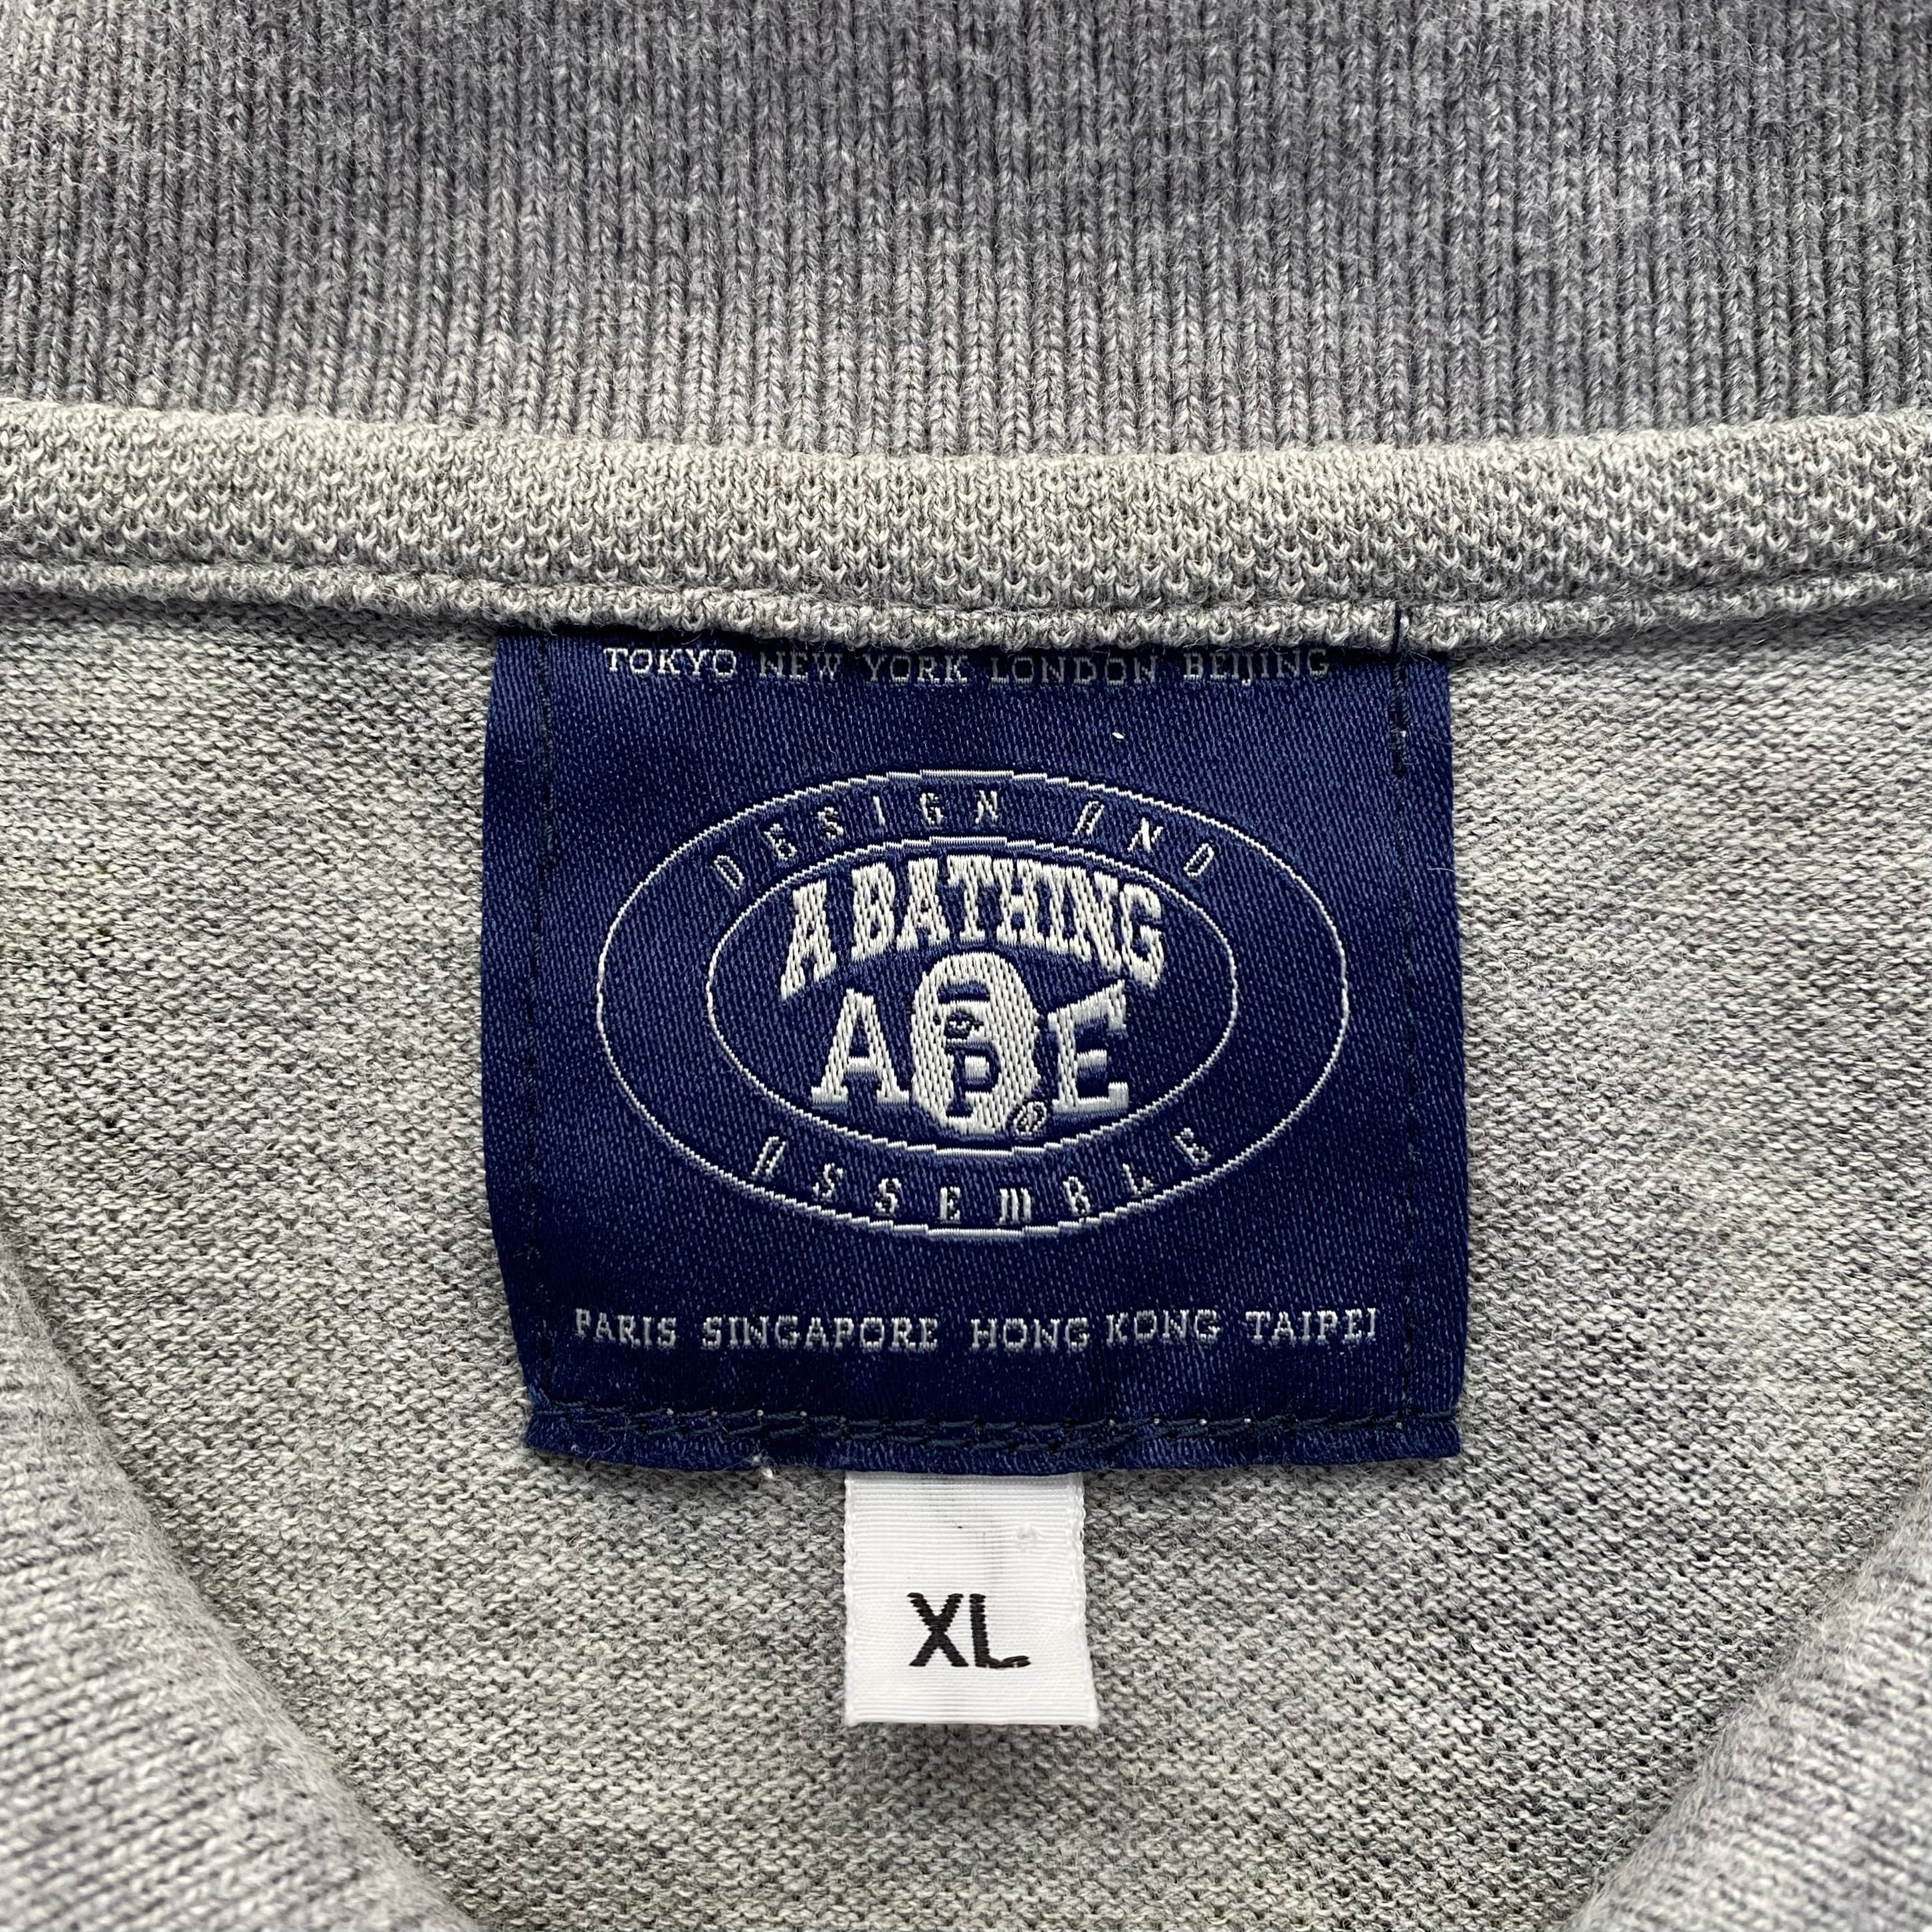 TOKYO NEW YORK LONDON BEIJING
DESIGN AND
A BATHING
APE
®
ASSEMBLE
PARIS SINGAPORE HONG KONG TAIPEI
XL